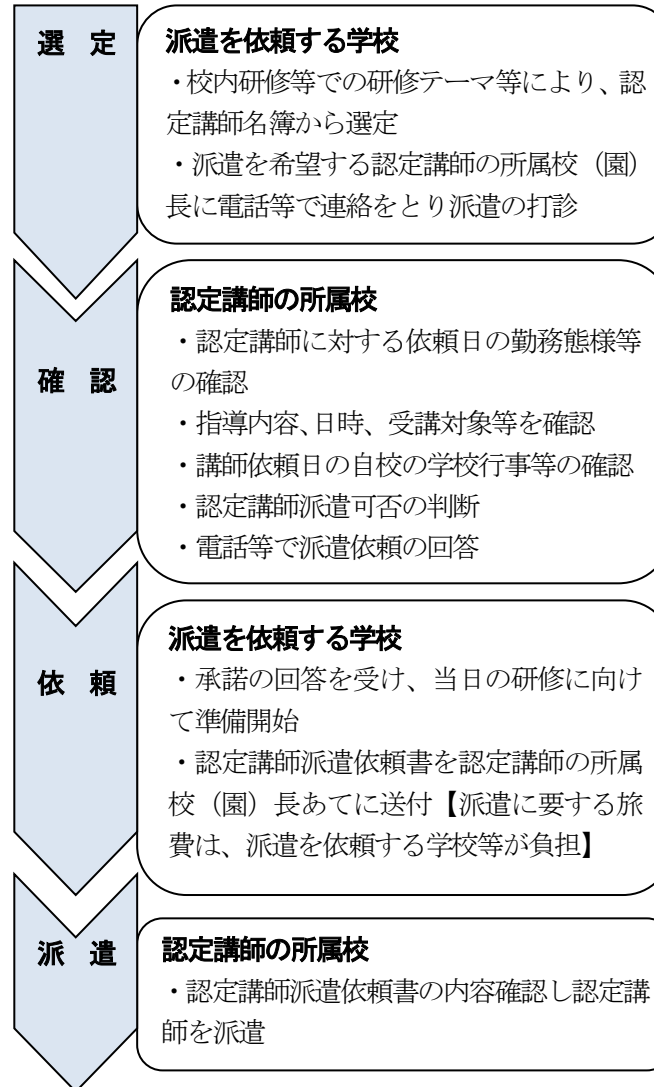 選 定
派遣を依頼する学校
・校内研修等での研修テーマ等により、認
定講師名簿から選定
・派遣を希望する認定講師の所属校（園）
長に電話等で連絡をとり派遣の打診
確 認
認定講師の所属校
・認定講師に対する依頼日の勤務態様等
の確認
・指導内容、日時、受講対象等を確認
・講師依頼日の自校の学校行事等の確認
・認定講師派遣可否の判断
・電話等で派遣依頼の回答
依 頼
派遣を依頼する学校
・承諾の回答を受け、当日の研修に向け
て準備開始
・認定講師派遣依頼書を認定講師の所属
校（園）長あてに送付【派遣に要する旅
費は、派遣を依頼する学校等が負担】
派 遣
認定講師の所属校
・認定講師派遣依頼書の内容確認し認定講
師を派遣